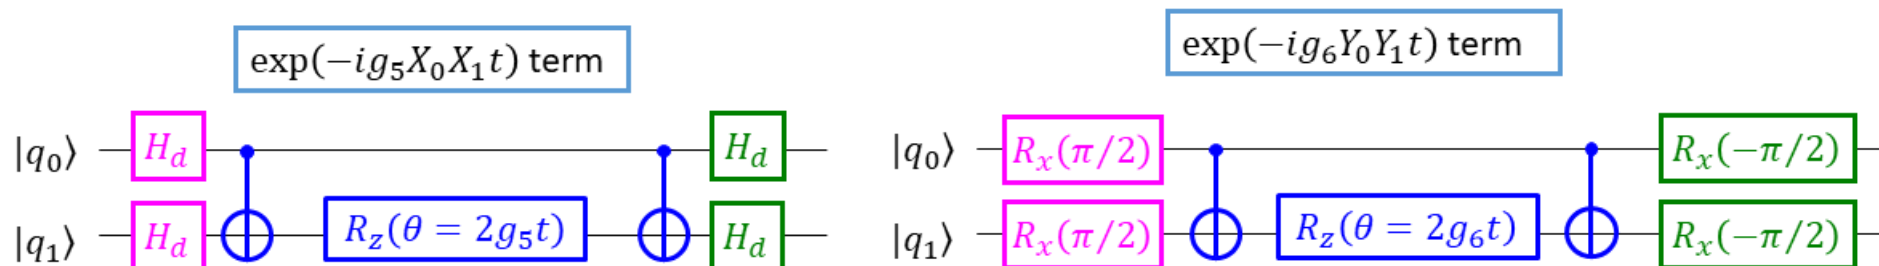 exp(−ig₅X₀X₁t) term
|q₀⟩ H_d H_d
|q₁⟩ H_d R_z(θ = 2g₅t) H_d
exp(−ig₆Y₀Y₁t) term
|q₀⟩ R_x(π/2) R_x(−π/2)
|q₁⟩ R_x(π/2) R_z(θ = 2g₆t) R_x(−π/2)